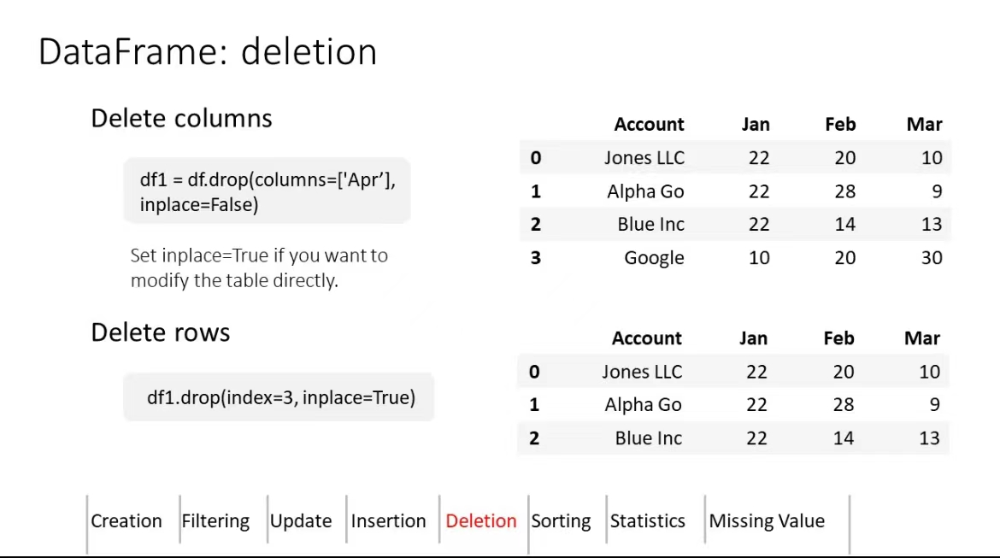 DataFrame: deletion
Delete columns
df1 = df.drop(columns=['Apr’],
inplace=False)
Set inplace=True if you want to
modify the table directly.
Account Jan Feb Mar
0 Jones LLC 22 20 10
1 Alpha Go 22 28 9
2 Blue Inc 22 14 13
3 Google 10 20 30
Delete rows
df1.drop(index=3, inplace=True)
Account Jan Feb Mar
0 Jones LLC 22 20 10
1 Alpha Go 22 28 9
2 Blue Inc 22 14 13
Creation Filtering Update Insertion Deletion Sorting Statistics Missing Value